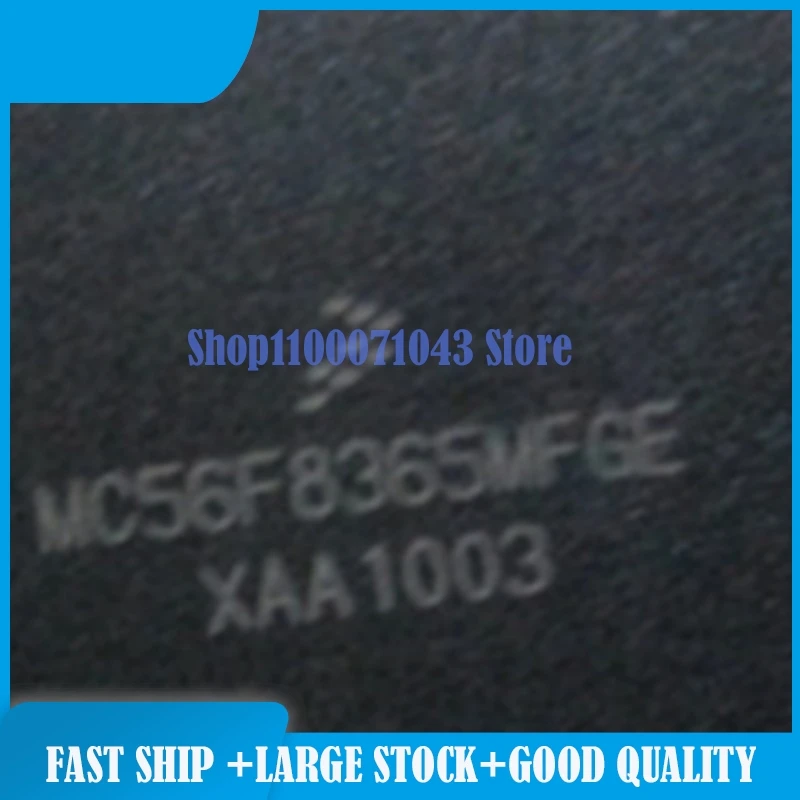 Shop1100071043 Store
MC56F8365MFGE
XAA1003
FAST SHIP +LARGE STOCK+GOOD QUALITY